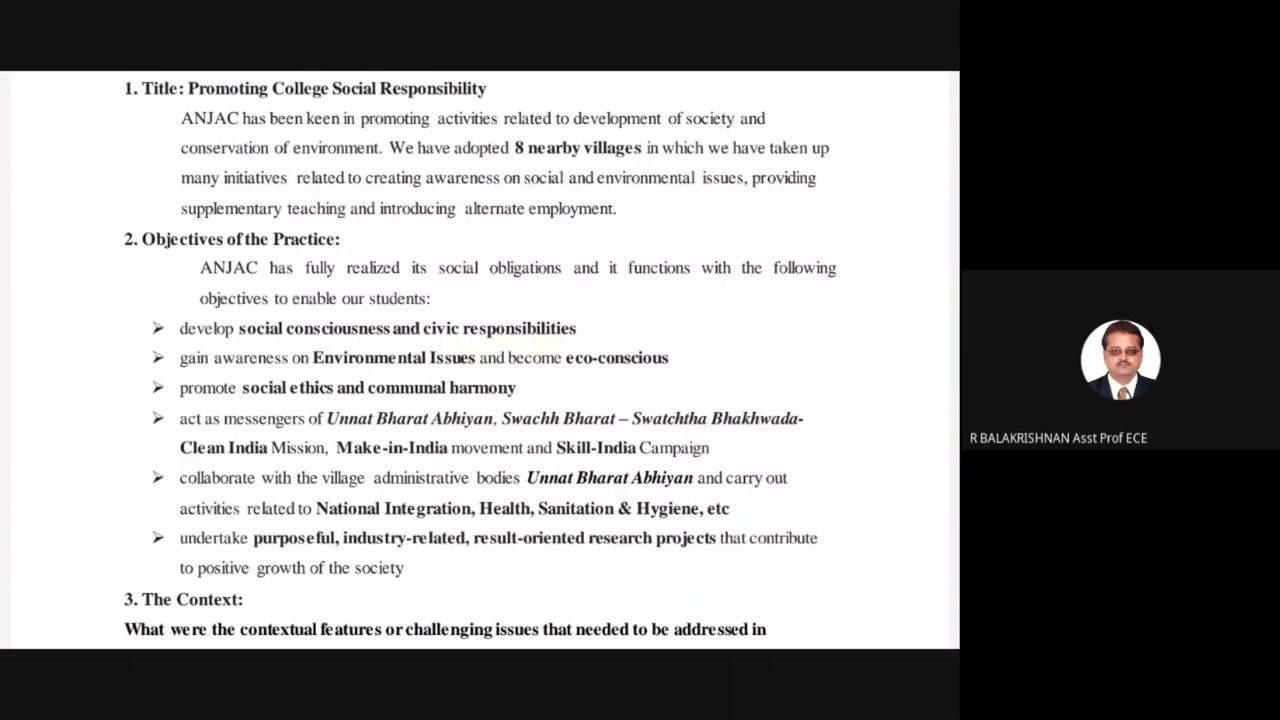 1. Title: Promoting College Social Responsibility
ANJAC has been keen in promoting activities related to development of society and
conservation of environment. We have adopted 8 nearby villages in which we have taken up
many initiatives related to creating awareness on social and environmental issues, providing
supplementary teaching and introducing alternate employment.
2. Objectives of the Practice:
ANJAC has fully realized its social obligations and it functions with the following
objectives to enable our students:
➢ develop social consciousness and civic responsibilities
➢ gain awareness on Environmental Issues and become eco-conscious
➢ promote social ethics and communal harmony
➢ act as messengers of Unnat Bharat Abhiyan, Swachh Bharat – Swatchtha Bhakhwada-
Clean India Mission, Make-in-India movement and Skill-India Campaign
➢ collaborate with the village administrative bodies Unnat Bharat Abhiyan and carry out
activities related to National Integration, Health, Sanitation & Hygiene, etc
➢ undertake purposeful, industry-related, result-oriented research projects that contribute
to positive growth of the society
3. The Context:
What were the contextual features or challenging issues that needed to be addressed in
R BALAKRISHNAN Asst Prof ECE